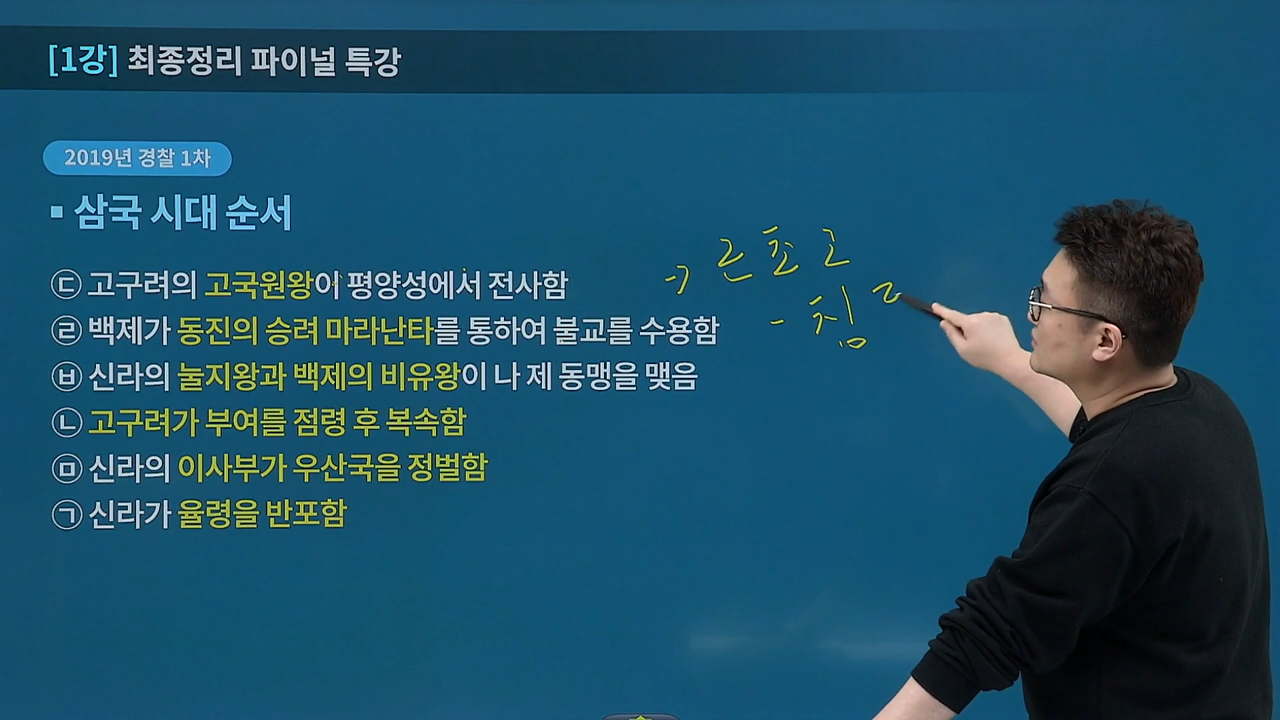 [1강] 최종정리 파이널 특강
2019년 경찰 1차
▪ 삼국 시대 순서
㉢ 고구려의 고국원왕이 평양성에서 전사함
㉣ 백제가 동진의 승려 마라난타를 통하여 불교를 수용함
㉥ 신라의 눌지왕과 백제의 비유왕이 나 제 동맹을 맺음
㉡ 고구려가 부여를 점령 후 복속함
㉤ 신라의 이사부가 우산국을 정벌함
㉠ 신라가 율령을 반포함
→ 근초고
- 침